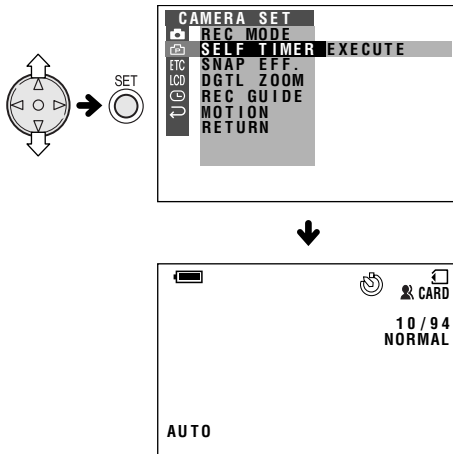 SET
CAMERA SET
REC MODE
P SELF TIMER EXECUTE
ETC SNAP EFF.
LCD DGTL ZOOM
REC GUIDE
MOTION
RETURN
CARD
10/94
NORMAL
AUTO